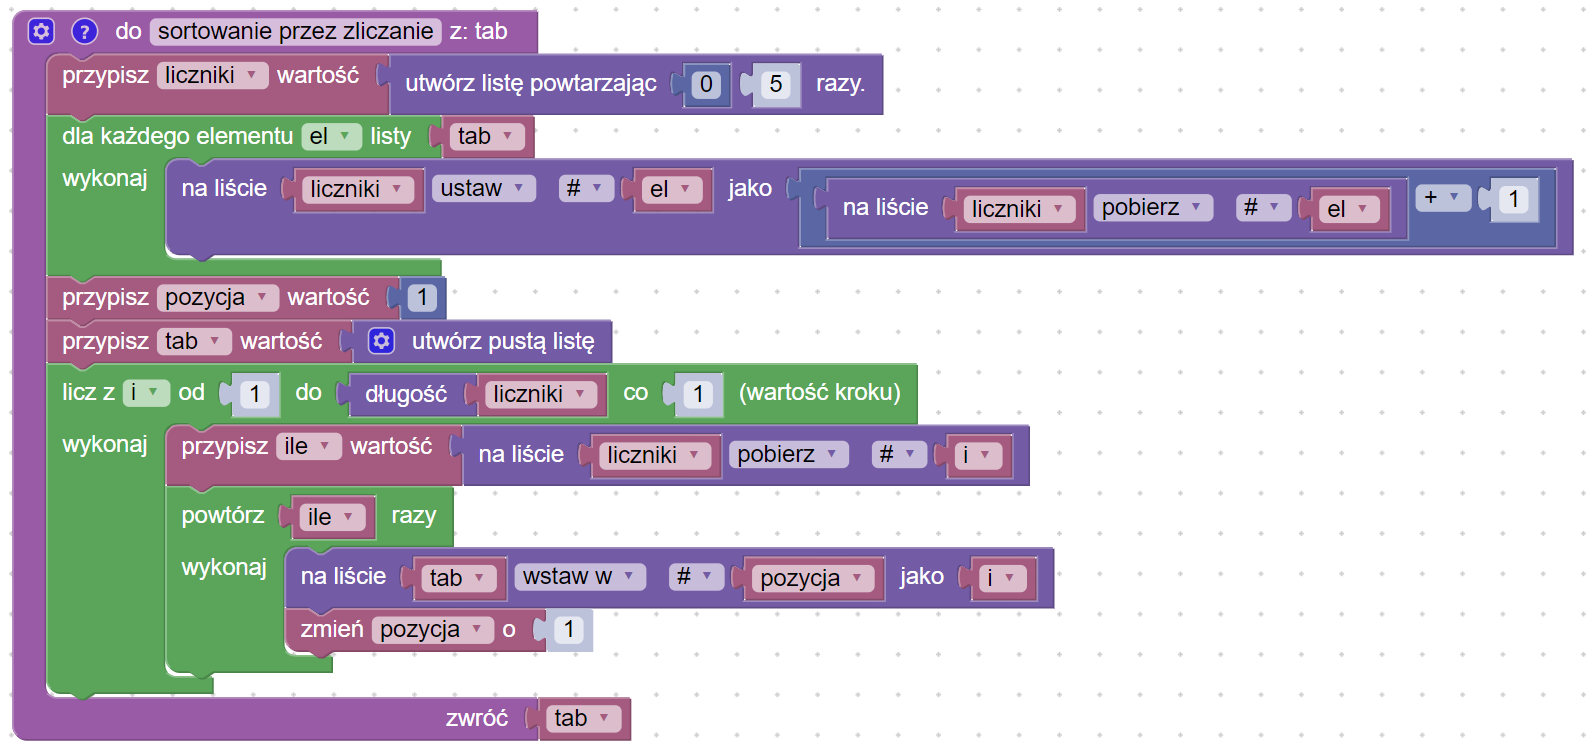 ? do sortowanie przez zliczanie z: tab
przypisz liczniki wartość utwórz listę powtarzając 0 5 razy.
dla każdego elementu el listy tab
wykonaj na liście liczniki ustaw # el jako na liście liczniki pobierz # el + 1
przypisz pozycja wartość 1
przypisz tab wartość utwórz pustą listę
licz z i od 1 do długość liczniki co 1 (wartość kroku)
wykonaj przypisz ile wartość na liście liczniki pobierz # i
powtórz ile razy
wykonaj na liście tab wstaw w # pozycja jako i
zmień pozycja o 1
zwróć tab